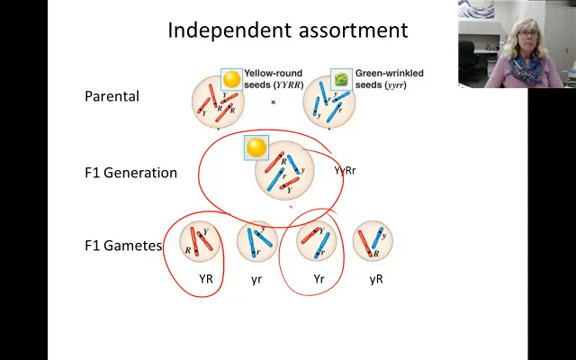 Independent assortment
Yellow-round
seeds (YYRR)
Green-wrinkled
seeds (yyrr)
Parental
×
Y
R
Y
R
y
r
y
r
F1 Generation
R
y
r
Y
YyRr
F1 Gametes
Y
R
y
r
Y
r
y
R
YR
yr
Yr
yR